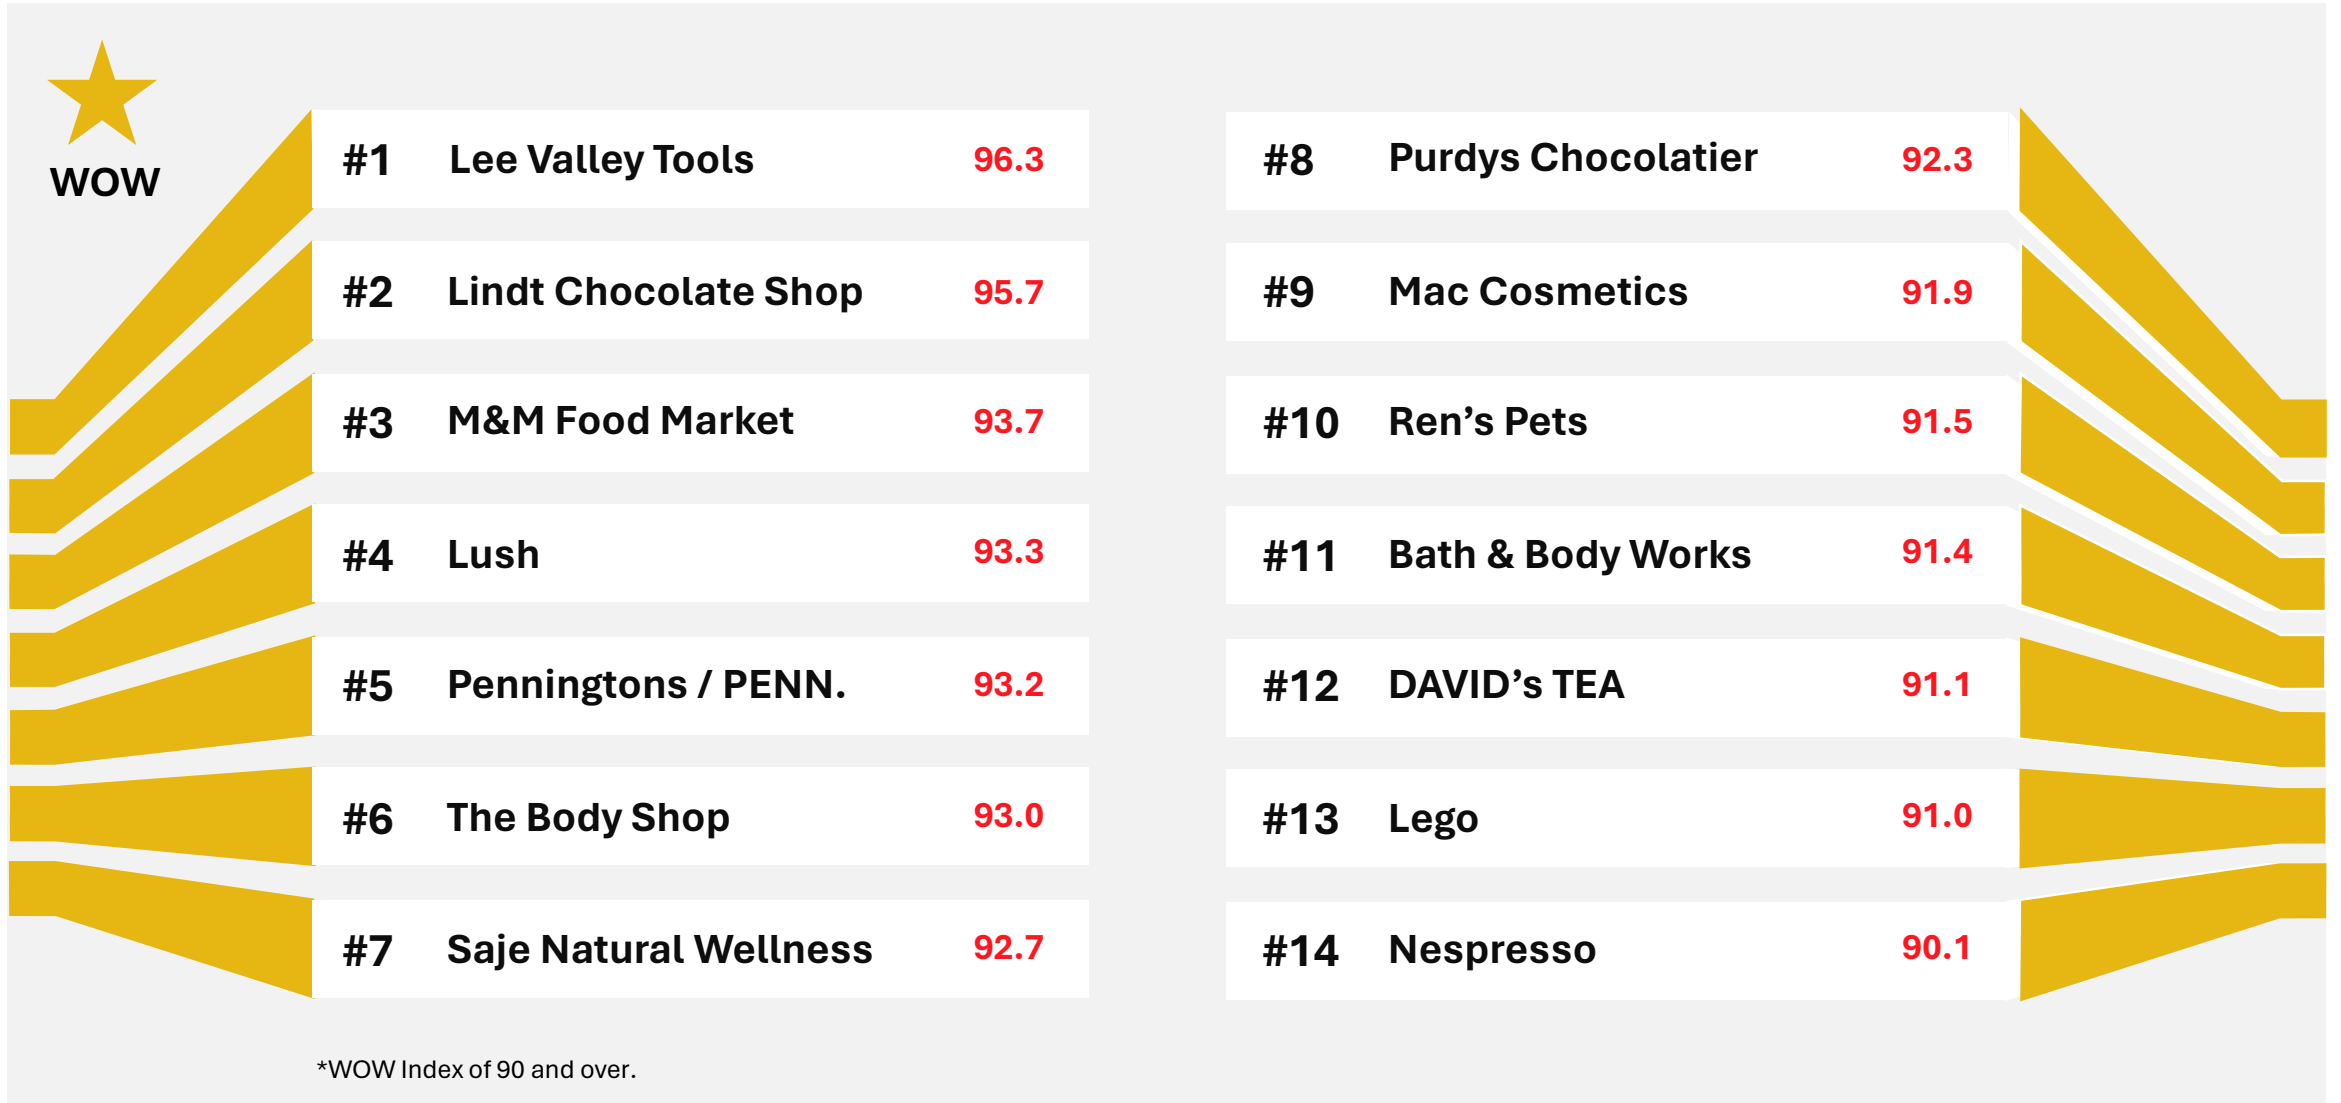 WOW
#1 Lee Valley Tools 96.3
#2 Lindt Chocolate Shop 95.7
#3 M&M Food Market 93.7
#4 Lush 93.3
#5 Penningtons / PENN. 93.2
#6 The Body Shop 93.0
#7 Saje Natural Wellness 92.7
#8 Purdys Chocolatier 92.3
#9 Mac Cosmetics 91.9
#10 Ren’s Pets 91.5
#11 Bath & Body Works 91.4
#12 DAVID’s TEA 91.1
#13 Lego 91.0
#14 Nespresso 90.1
*WOW Index of 90 and over.